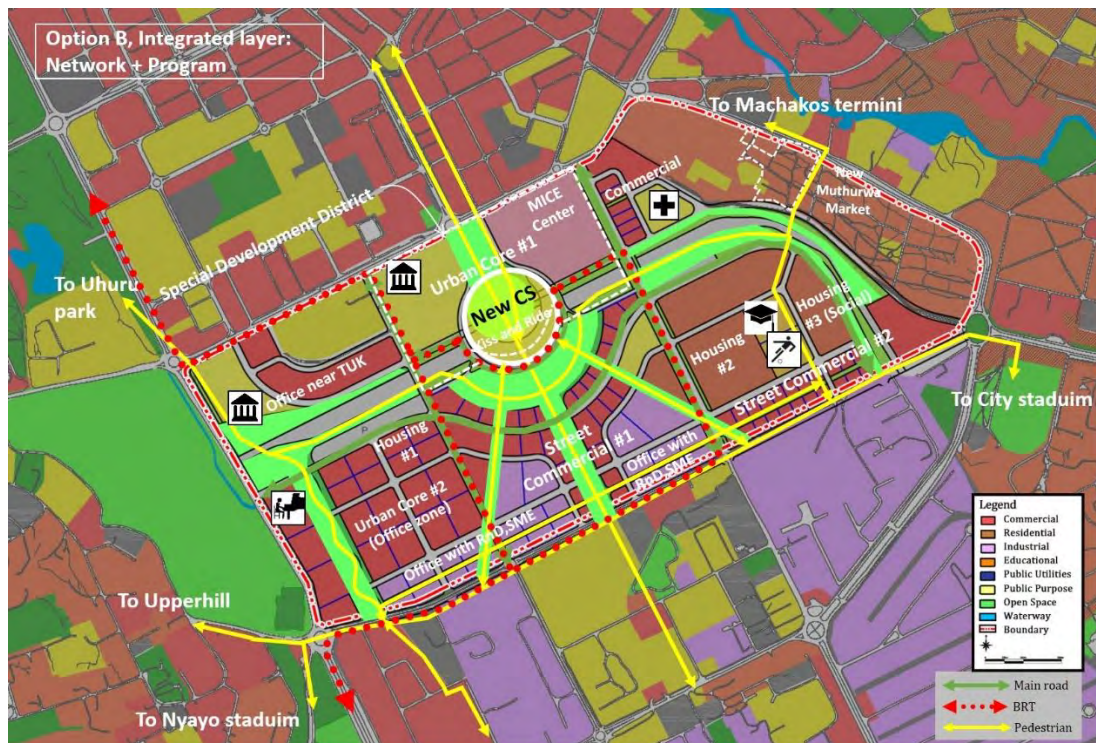 Option B, Integrated layer:
Network + Program
To Machakos termini
New
Muthurwa
Market
Commercial
MICE
Center
Special Development District
Urban Core #1
To Uhuru
park
New CS
Kiss and Ride
Office near TUK
Housing
#3 (Social)
Housing
#2
Street Commercial #2
To City staduim
Housing
#1
Street
Commercial #1
Office with
RnD,SME
Urban Core #2
(Office zone)
Office with RnD,SME
P
To Upperhill
To Nyayo staduim
Legend
Commercial
Residential
Industrial
Educational
Public Utilities
Public Purpose
Open Space
Waterway
Boundary
Main road
BRT
Pedestrian